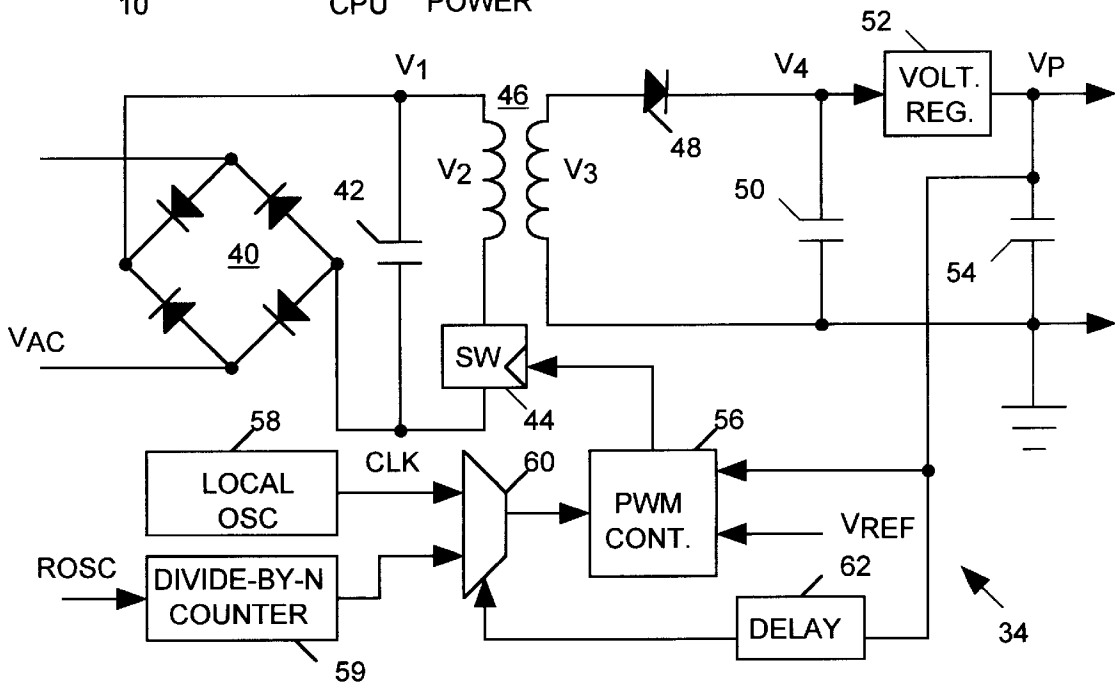 10 CPU POWER
52
V1
46
V4
VOLT.
REG.
VP
48
V2
V3
42
50
40
54
VAC
SW
44
58
56
CLK
60
LOCAL
OSC
PWM
CONT.
VREF
ROSC
DIVIDE-BY-N
COUNTER
62
DELAY
34
59